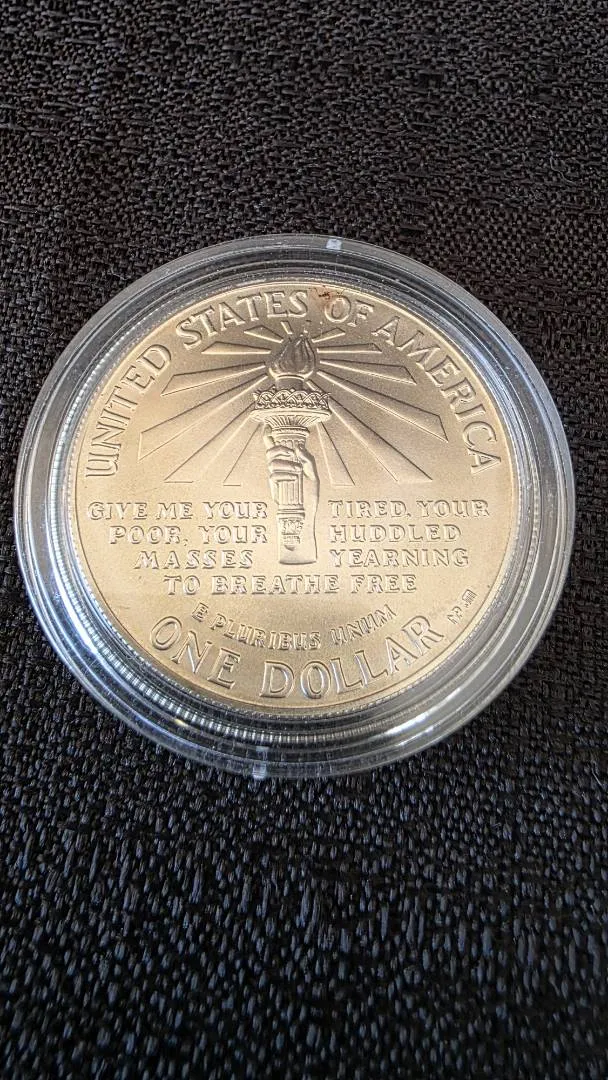 UNITED STATES OF AMERICA
GIVE ME YOUR TIRED, YOUR
POOR, YOUR HUDDLED
MASSES YEARNING
TO BREATHE FREE
E PLURIBUS UNUM
ONE DOLLAR